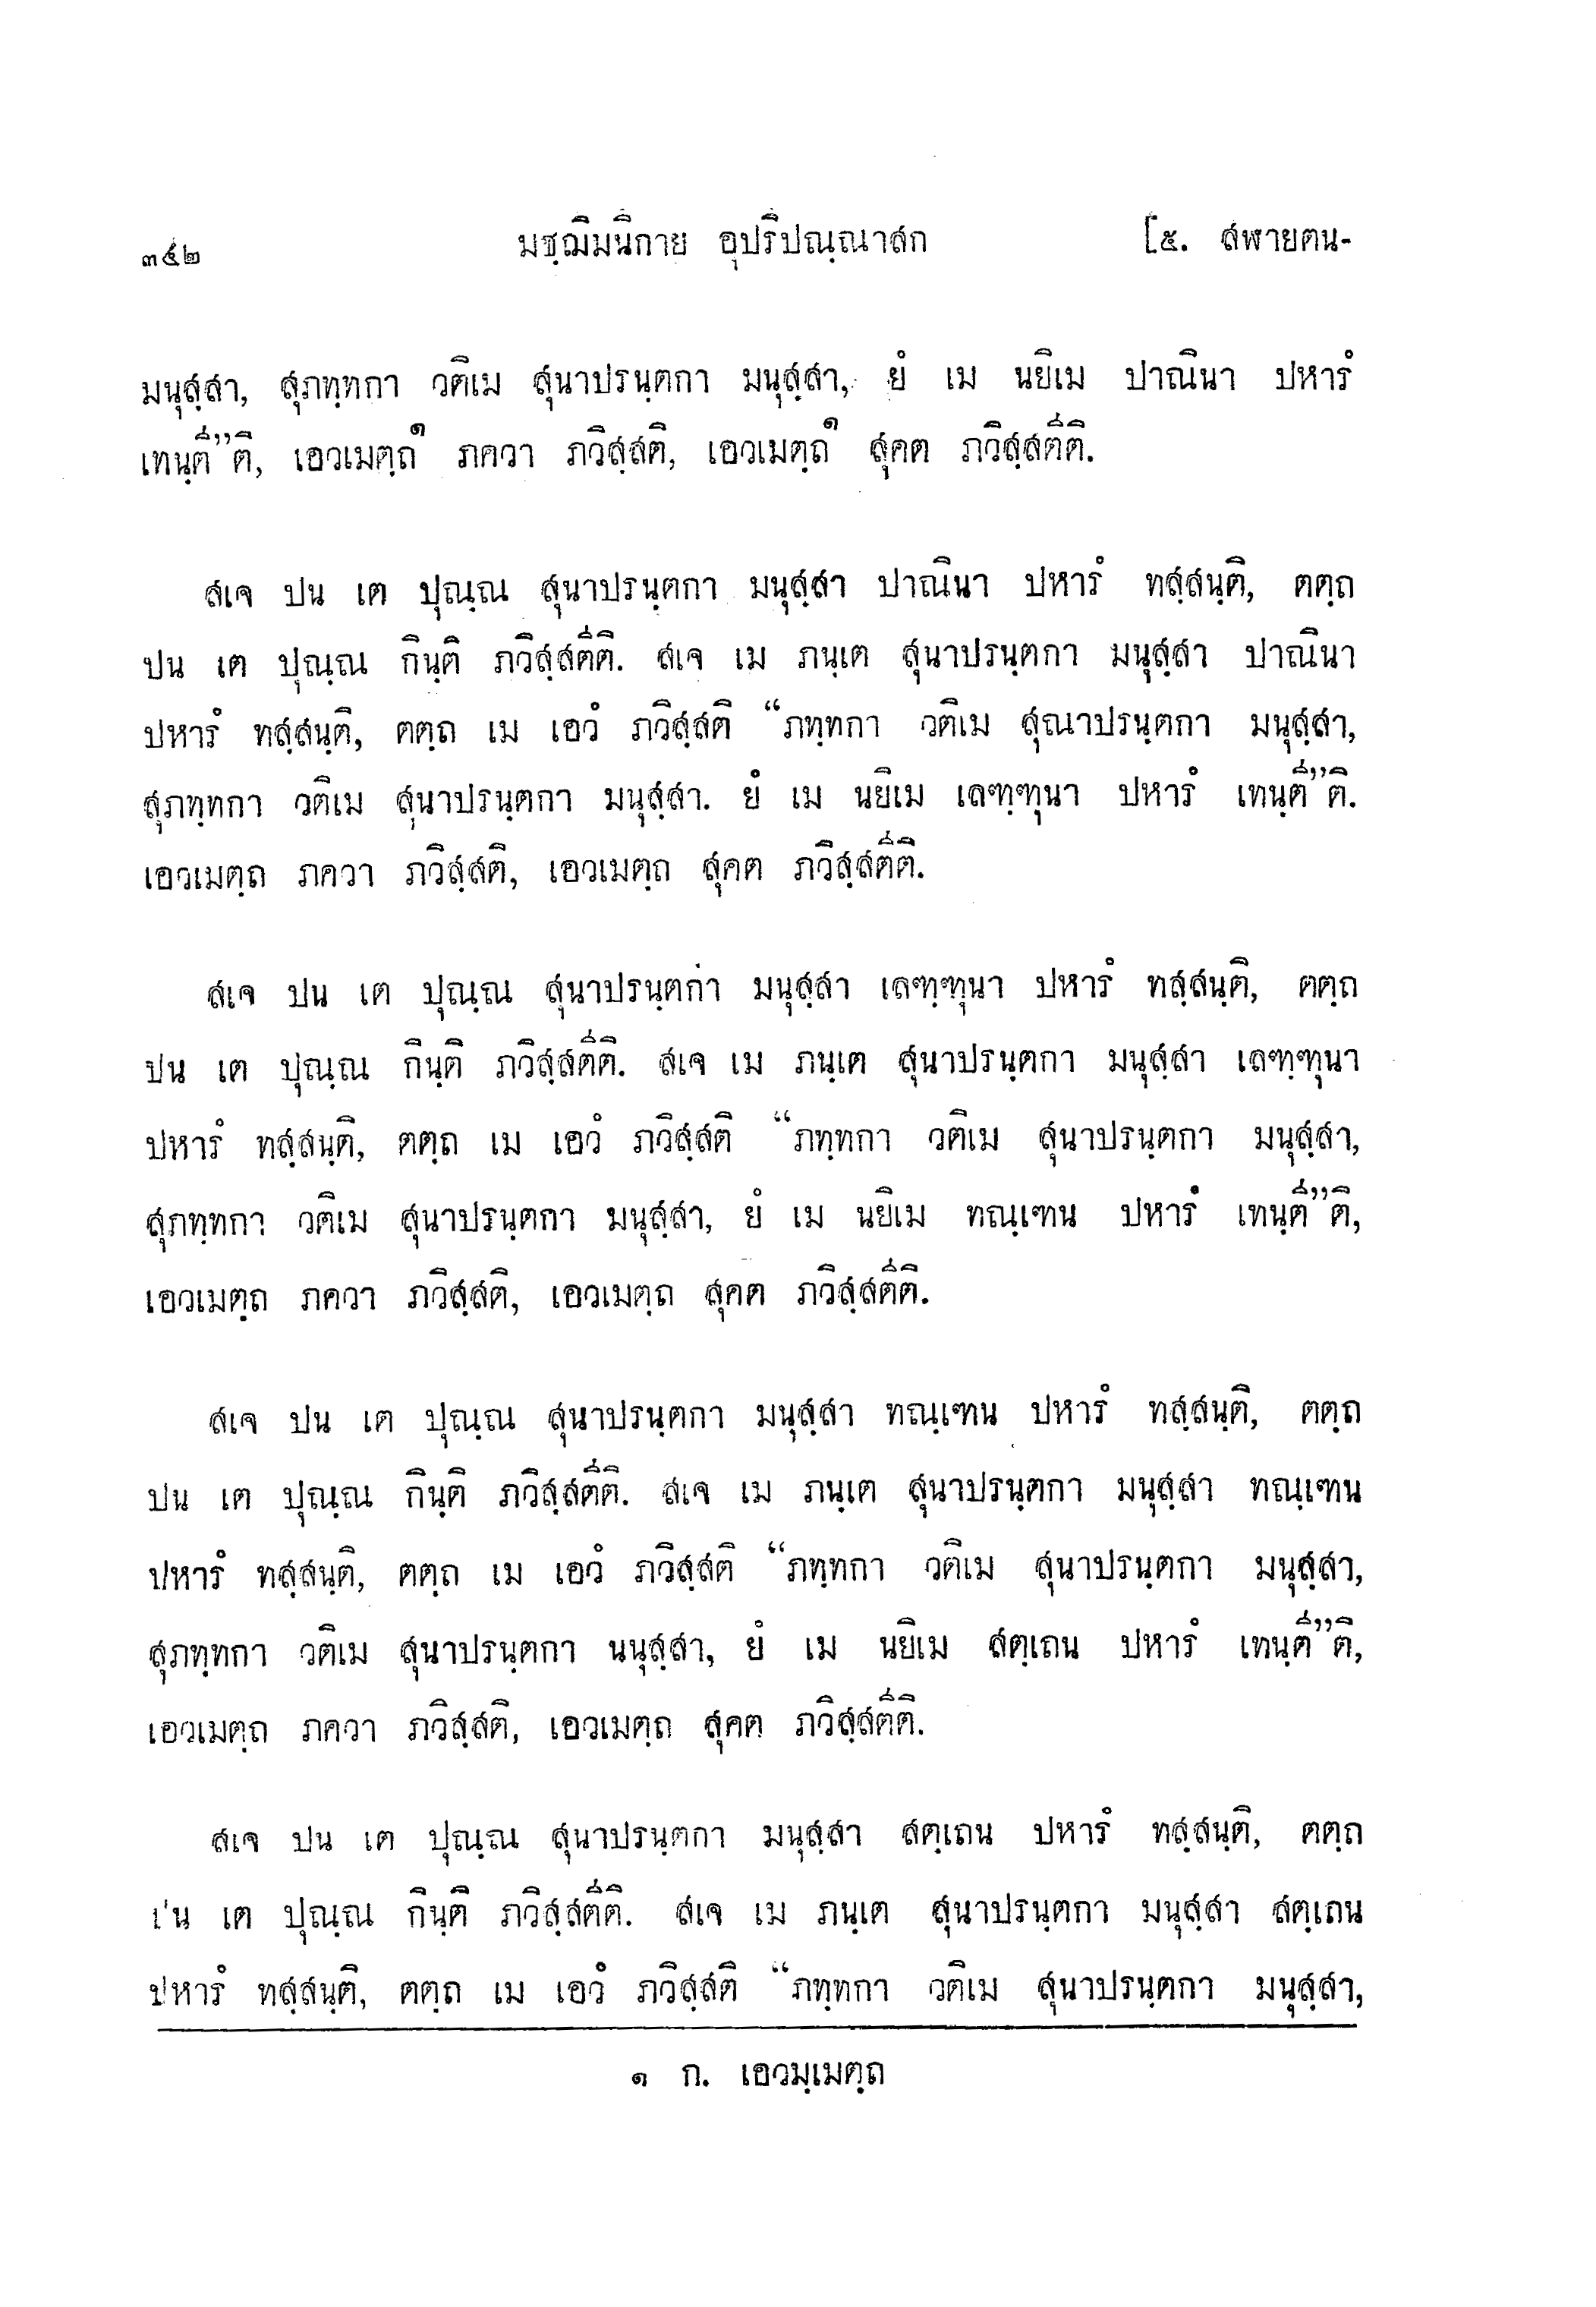 ๓๕๒ มชฺฌิมนิกาย อุปริปณฺณาสก [๕. สฬายตน-
มนุสฺสา, สุภทฺทกา วติเม สุนาปรนฺตกา มนุสฺสา, ยํ เม นยิเม ปาณินา ปหารํ
เทนฺตี”ติ, เอวเมตฺถ๑ ภควา ภวิสฺสติ, เอวเมตฺถ๑ สุคต ภวิสฺสตีติ.
สเจ ปน เต ปุณฺณ สุนาปรนฺตกา มนุสฺสา ปาณินา ปหารํ ทสฺสนฺติ, ตตฺถ
ปน เต ปุณฺณ กินฺติ ภวิสฺสตีติ. สเจ เม ภนฺเต สุนาปรนฺตกา มนุสฺสา ปาณินา
ปหารํ ทสฺสนฺติ, ตตฺถ เม เอวํ ภวิสฺสติ “ภทฺทกา วติเม สุณาปรนฺตกา มนุสฺสา,
สุภทฺทกา วติเม สุนาปรนฺตกา มนุสฺสา. ยํ เม นยิเม เลฑฺฑุนา ปหารํ เทนฺตี”ติ.
เอวเมตฺถ ภควา ภวิสฺสติ, เอวเมตฺถ สุคต ภวิสฺสตีติ.
สเจ ปน เต ปุณฺณ สุนาปรนฺตกา มนุสฺสา เลฑฺฑุนา ปหารํ ทสฺสนฺติ, ตตฺถ
ปน เต ปุณฺณ กินฺติ ภวิสฺสตีติ. สเจ เม ภนฺเต สุนาปรนฺตกา มนุสฺสา เลฑฺฑุนา
ปหารํ ทสฺสนฺติ, ตตฺถ เม เอวํ ภวิสฺสติ “ภทฺทกา วติเม สุนาปรนฺตกา มนุสฺสา,
สุภทฺทกา วติเม สุนาปรนฺตกา มนุสฺสา, ยํ เม นยิเม ทณฺเฑน ปหารํ เทนฺตี”ติ,
เอวเมตฺถ ภควา ภวิสฺสติ, เอวเมตฺถ สุคต ภวิสฺสตีติ.
สเจ ปน เต ปุณฺณ สุนาปรนฺตกา มนุสฺสา ทณฺเฑน ปหารํ ทสฺสนฺติ, ตตฺถ
ปน เต ปุณฺณ กินฺติ ภวิสฺสตีติ. สเจ เม ภนฺเต สุนาปรนฺตกา มนุสฺสา ทณฺเฑน
ปหารํ ทสฺสนฺติ, ตตฺถ เม เอวํ ภวิสฺสติ “ภทฺทกา วติเม สุนาปรนฺตกา มนุสฺสา,
สุภทฺทกา วติเม สุนาปรนฺตกา นนุสฺสา, ยํ เม นยิเม สตฺเถน ปหารํ เทนฺตี”ติ,
เอวเมตฺถ ภควา ภวิสฺสติ, เอวเมตฺถ สุคต ภวิสฺสตีติ.
สเจ ปน เต ปุณฺณ สุนาปรนฺตกา มนุสฺสา สตฺเถน ปหารํ ทสฺสนฺติ, ตตฺถ
ปน เต ปุณฺณ กินฺติ ภวิสฺสตีติ. สเจ เม ภนฺเต สุนาปรนฺตกา มนุสฺสา สตฺเถน
ปหารํ ทสฺสนฺติ, ตตฺถ เม เอวํ ภวิสฺสติ “ภทฺทกา วติเม สุนาปรนฺตกา มนุสฺสา,
๑ ก. เอวมฺเมตฺถ